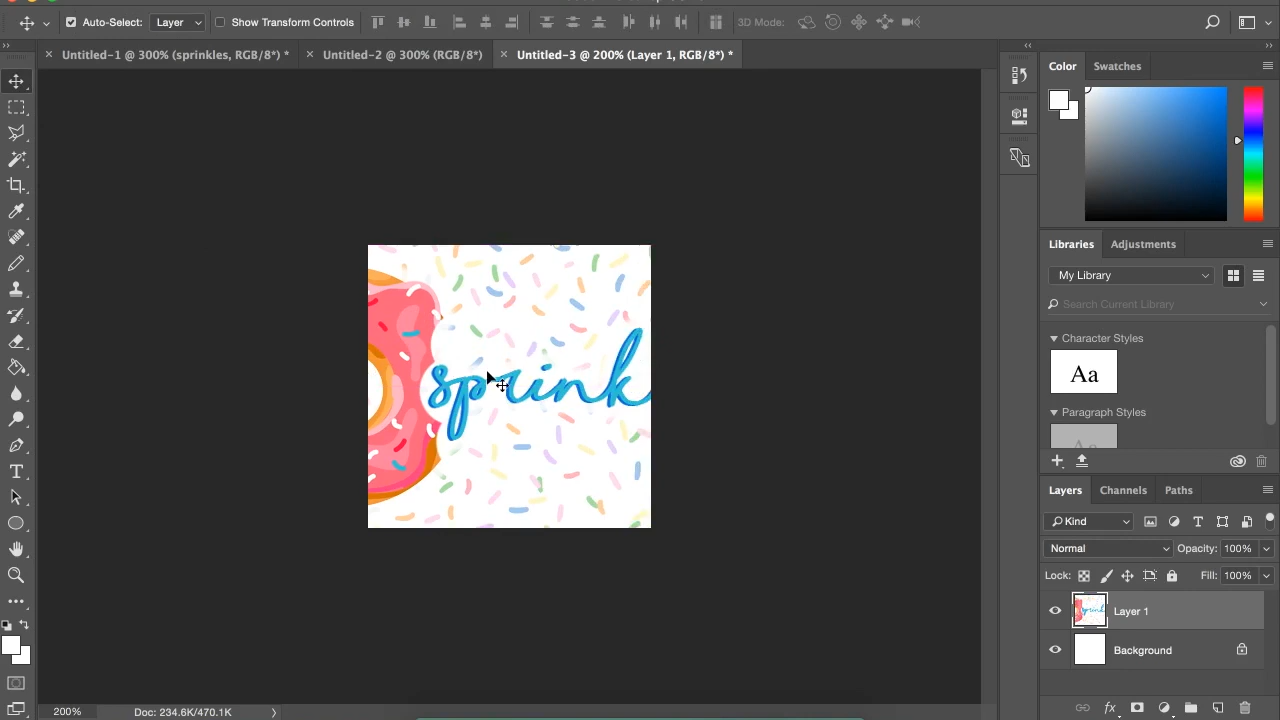 Auto-Select: Layer Show Transform Controls 3D Mode:
Untitled-1 @ 300% (sprinkles, RGB/8*) * Untitled-2 @ 300% (RGB/8*) Untitled-3 @ 200% (Layer 1, RGB/8*) *
Color Swatches
Libraries Adjustments
My Library
Search Current Library
Character Styles
Aa
Paragraph Styles
Aa
sprink
Layers Channels Paths
Kind
Normal Opacity: 100%
Lock: Fill: 100%
Layer 1
Background
fx
200% Doc: 234.6K/470.1K